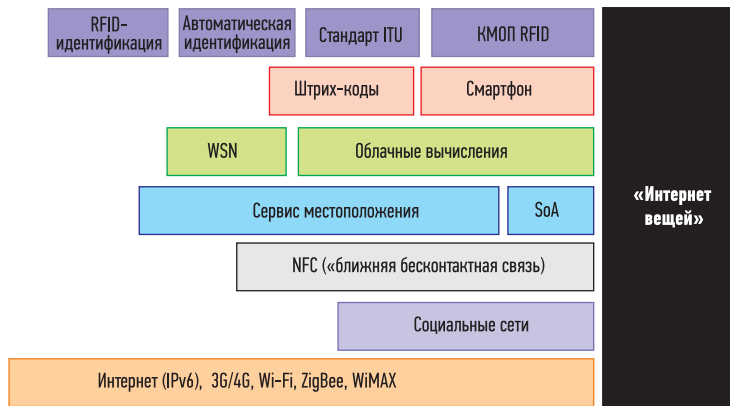 RFID-
идентификация
Автоматическая
идентификация
Стандарт ITU
КМОП RFID
Штрих-коды
Смартфон
WSN
Облачные вычисления
«Интернет
вещей»
Сервис местоположения
SoA
NFC («ближняя бесконтактная связь)
Социальные сети
Интернет (IPv6), 3G/4G, Wi-Fi, ZigBee, WiMAX